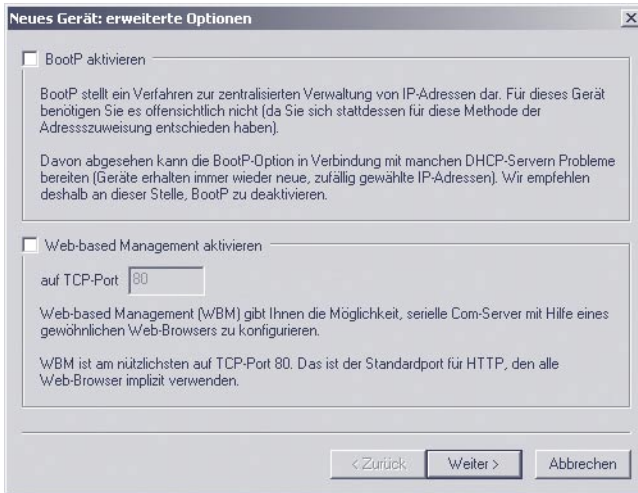 Neues Gerät: erweiterte Optionen
BootP aktivieren
BootP stellt ein Verfahren zur zentralisierten Verwaltung von IP-Adressen dar. Für dieses Gerät
benötigen Sie es offensichtlich nicht (da Sie sich stattdessen für diese Methode der
Adressszuweisung entschieden haben).
Davon abgesehen kann die BootP-Option in Verbindung mit manchen DHCP-Servern Probleme
bereiten (Geräte erhalten immer wieder neue, zufällig gewählte IP-Adressen). Wir empfehlen
deshalb an dieser Stelle, BootP zu deaktivieren.
Web-based Management aktivieren
auf TCP-Port 80
Web-based Management (WBM) gibt Ihnen die Möglichkeit, serielle Com-Server mit Hilfe eines
gewöhnlichen Web-Browsers zu konfigurieren.
WBM ist am nützlichsten auf TCP-Port 80. Das ist der Standardport für HTTP, den alle
Web-Browser implizit verwenden.
< Zurück Weiter > Abbrechen